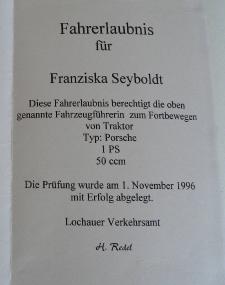 Fahrerlaubnis
für
Franziska Seyboldt
Diese Fahrerlaubnis berechtigt die oben
genannte Fahrzeugführerin zum Fortbewegen
von Traktor
Typ: Porsche
1 PS
50 ccm
Die Prüfung wurde am 1. November 1996
mit Erfolg abgelegt.
Lochauer Verkehrsamt
H. Redel